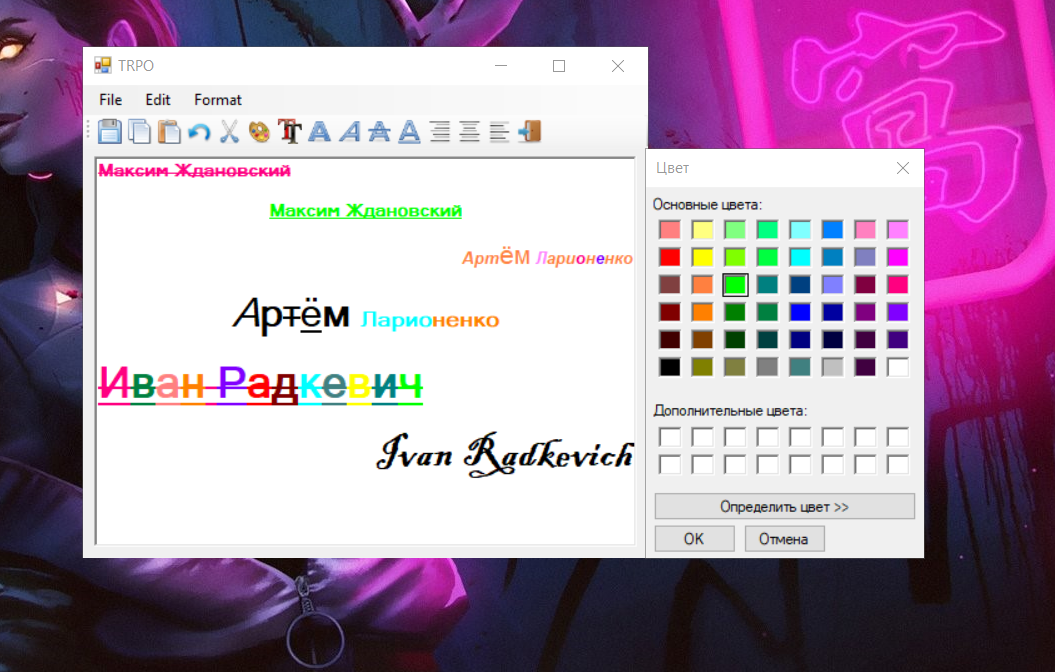 TRPO
File Edit Format
Максим Ждановский
Максим Ждановский
Артём Ларионенко
Артём Ларионенко
Иван Радкевич
Ivan Radkevich
Цвет
Основные цвета:
Дополнительные цвета:
Определить цвет >>
OK Отмена